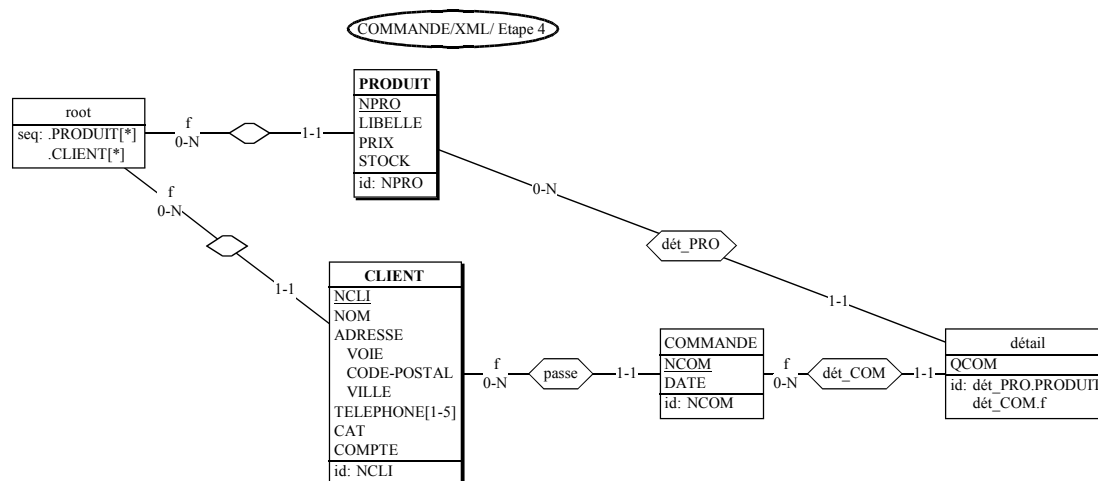 COMMANDE/XML/ Etape 4
root
seq: .PRODUIT[*]
.CLIENT[*]
f
0-N
1-1
PRODUIT
NPRO
LIBELLE
PRIX
STOCK
id: NPRO
f
0-N
1-1
0-N
dét_PRO
1-1
CLIENT
NCLI
NOM
ADRESSE
VOIE
CODE-POSTAL
VILLE
TELEPHONE[1-5]
CAT
COMPTE
id: NCLI
f
0-N
passe
1-1
COMMANDE
NCOM
DATE
id: NCOM
f
0-N
dét_COM
1-1
détail
QCOM
id: dét_PRO.PRODUIT
dét_COM.f